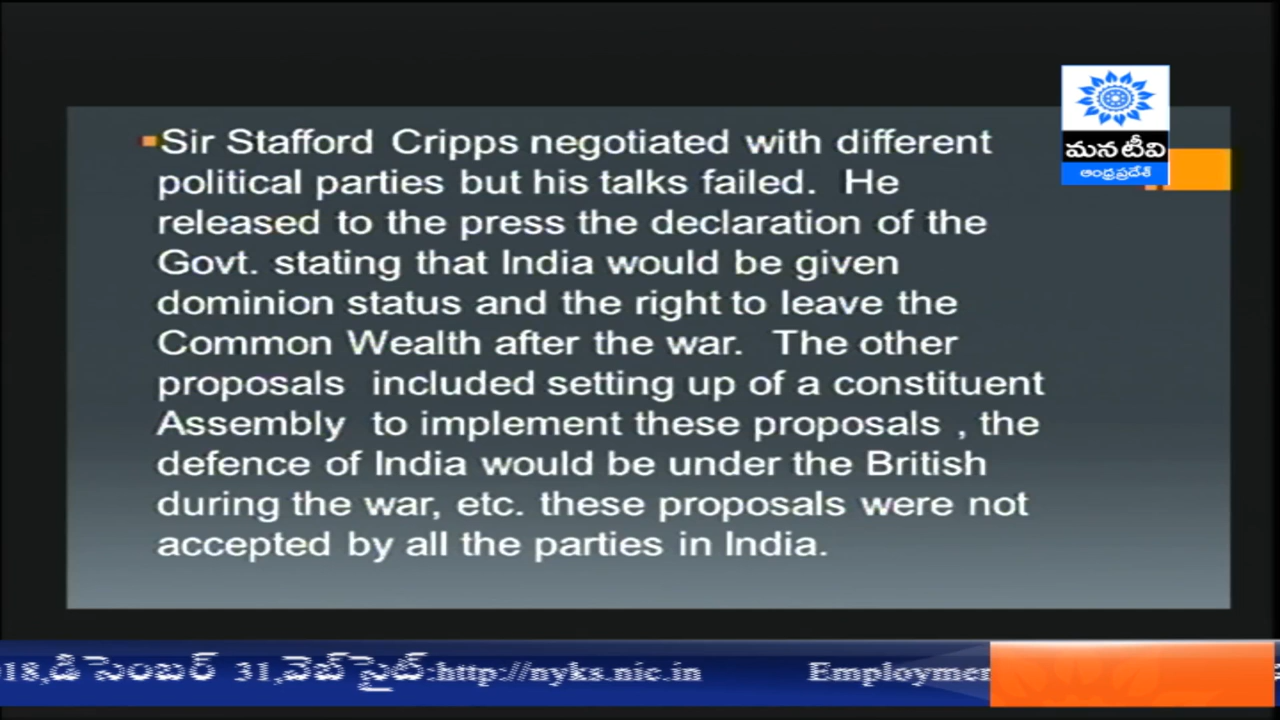 Sir Stafford Cripps negotiated with different
political parties but his talks failed. He
released to the press the declaration of the
Govt. stating that India would be given
dominion status and the right to leave the
Common Wealth after the war. The other
proposals included setting up of a constituent
Assembly to implement these proposals , the
defence of India would be under the British
during the war, etc. these proposals were not
accepted by all the parties in India.
మన టీవి
ఆంధ్రప్రదేశ్
018,డిసెంబర్ 31,వెబ్‌సైట్:http://nyks.nic.in Employmen